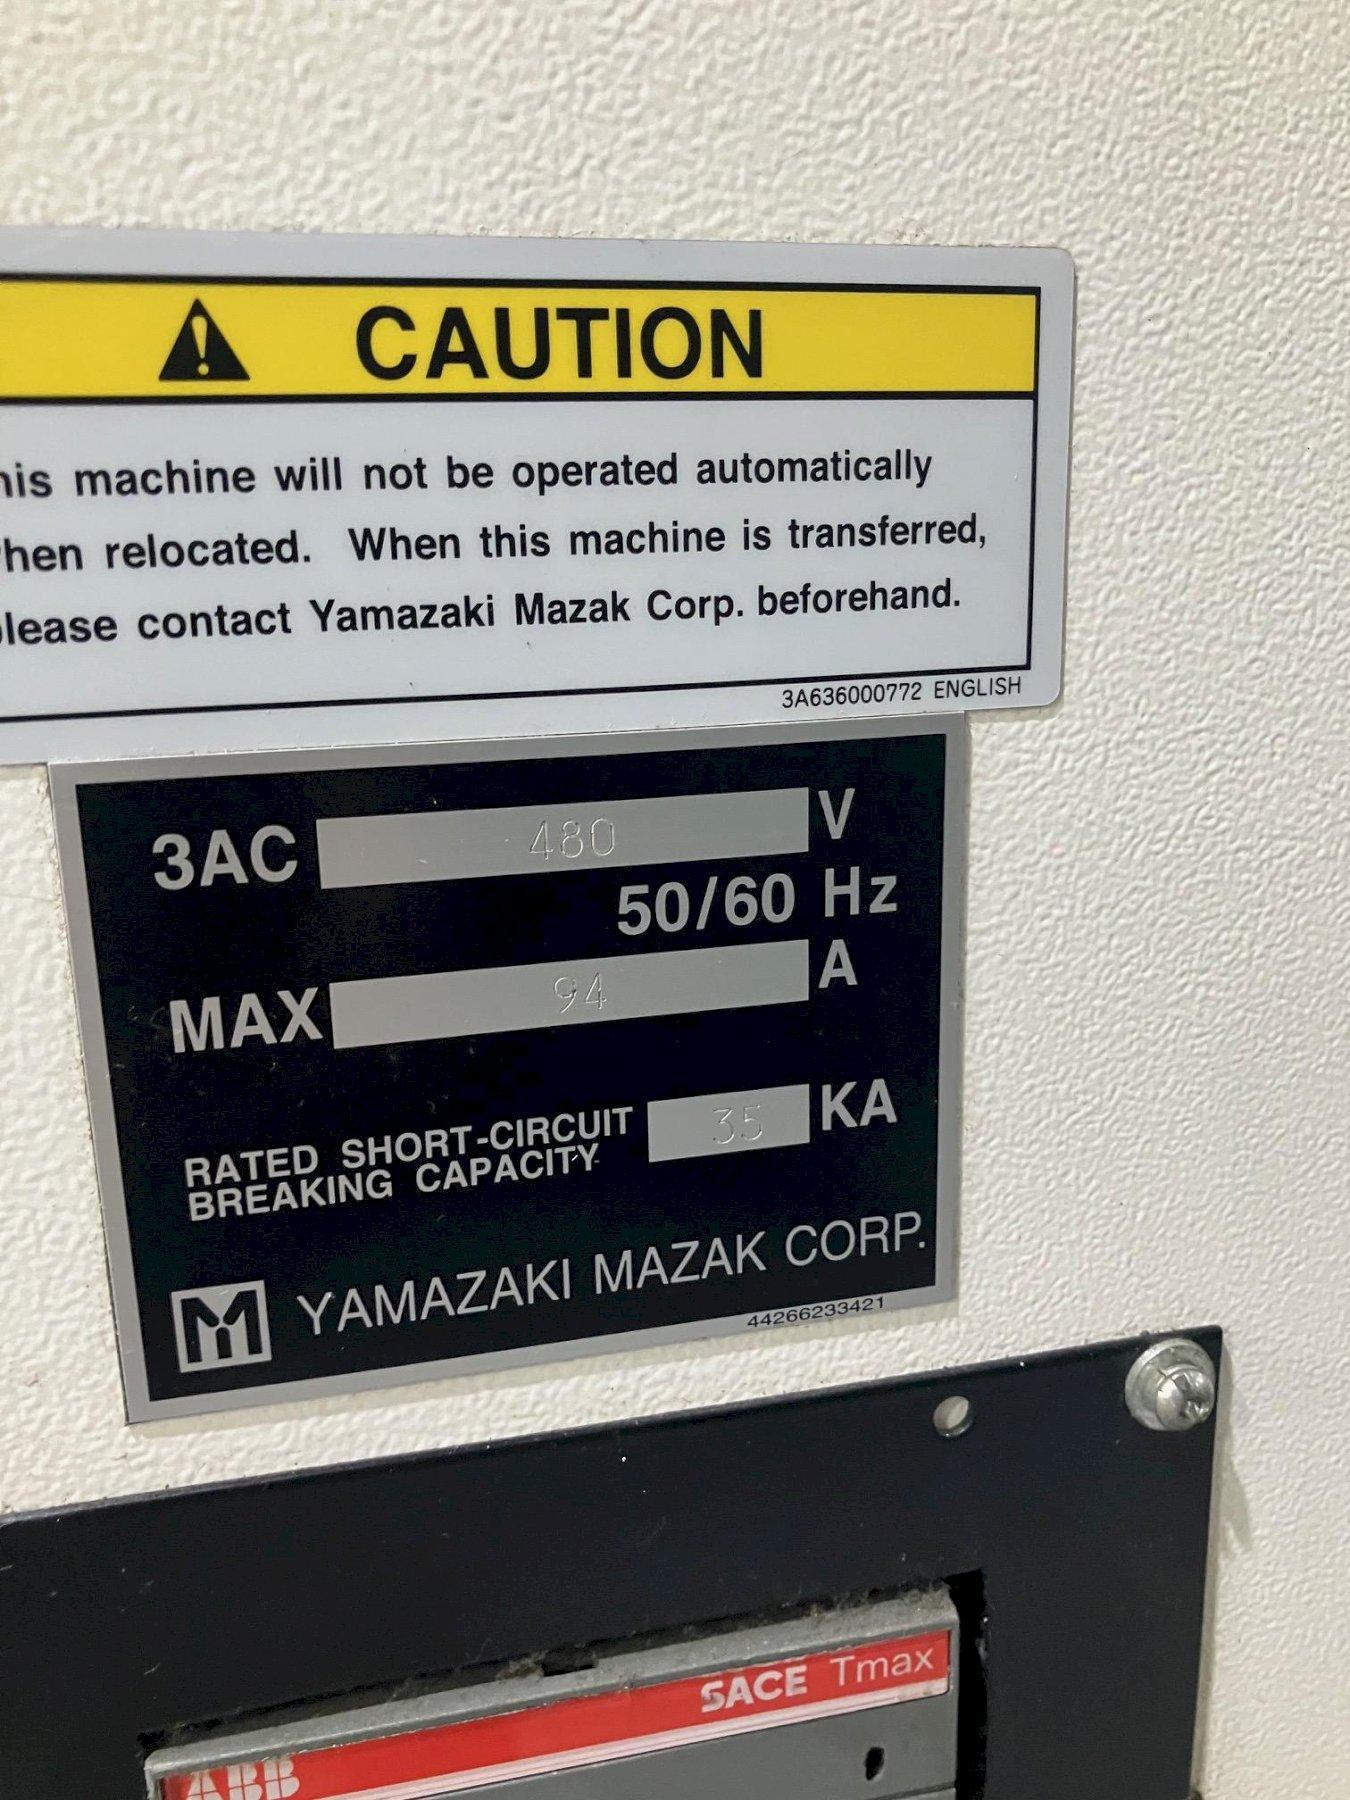 CAUTION
his machine will not be operated automatically
hen relocated. When this machine is transferred,
lease contact Yamazaki Mazak Corp. beforehand.
3A636000772 ENGLISH
3AC 480 V
50/60 Hz
MAX 94 A
RATED SHORT-CIRCUIT
BREAKING CAPACITY 35 KA
YAMAZAKI MAZAK CORP.
44266233421
SACE Tmax
ABB